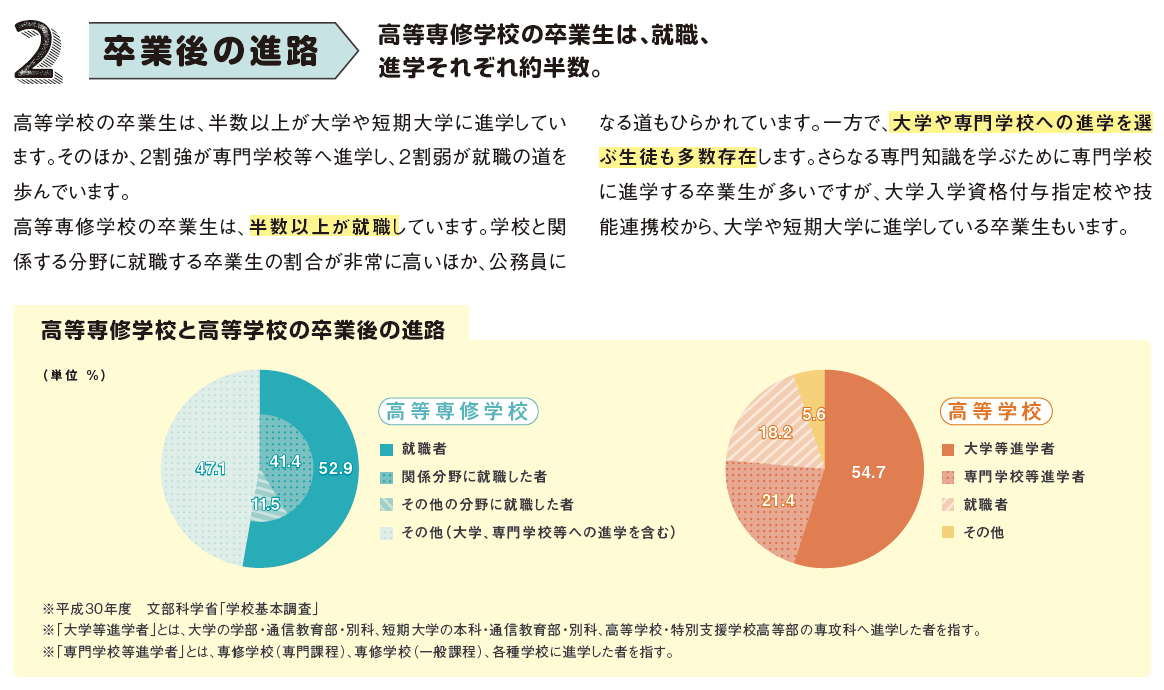 2
卒業後の進路
高等専修学校の卒業生は、就職、
進学それぞれ約半数。
高等学校の卒業生は、半数以上が大学や短期大学に進学してい
ます。そのほか、2割強が専門学校等へ進学し、2割弱が就職の道を
歩んでいます。
高等専修学校の卒業生は、半数以上が就職しています。学校と関
係する分野に就職する卒業生の割合が非常に高いほか、公務員に
なる道もひらかれています。一方で、大学や専門学校への進学を選
ぶ生徒も多数存在します。さらなる専門知識を学ぶために専門学校
に進学する卒業生が多いですが、大学入学資格付与指定校や技
能連携校から、大学や短期大学に進学している卒業生もいます。
高等専修学校と高等学校の卒業後の進路
（単位 %）
47.1
41.4
11.5
52.9
高等専修学校
就職者
関係分野に就職した者
その他の分野に就職した者
その他（大学、専門学校等への進学を含む）
5.6
18.2
21.4
54.7
高等学校
大学等進学者
専門学校等進学者
就職者
その他
※平成30年度　文部科学省「学校基本調査」
※「大学等進学者」とは、大学の学部・通信教育部・別科、短期大学の本科・通信教育部・別科、高等学校・特別支援学校高等部の専攻科へ進学した者を指す。
※「専門学校等進学者」とは、専修学校（専門課程）、専修学校（一般課程）、各種学校に進学した者を指す。